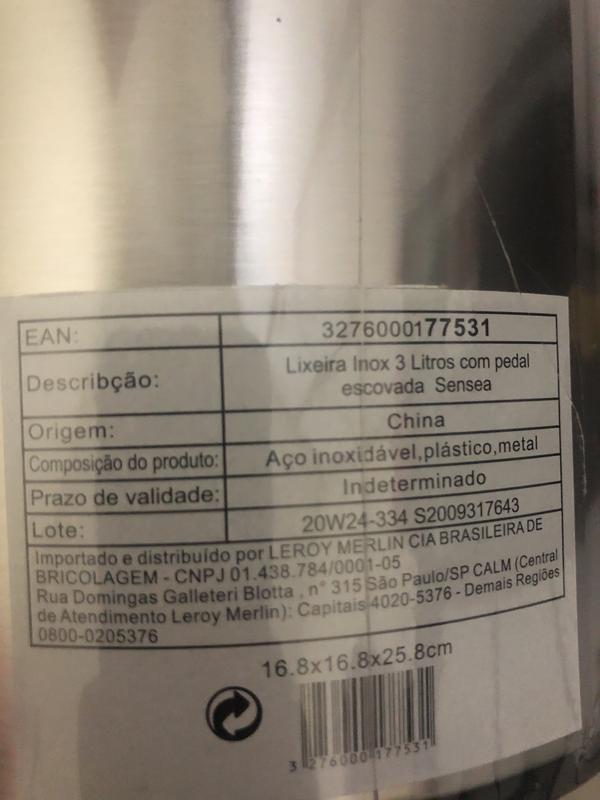 EAN: 3276000177531
Describção: Lixeira Inox 3 Litros com pedal
escovada Sensea
Origem: China
Composição do produto: Aço inoxidável,plástico,metal
Prazo de validade: Indeterminado
Lote: 20W24-334 S2009317643
Importado e distribuído por LEROY MERLIN CIA BRASILEIRA DE
BRICOLAGEM - CNPJ 01.438.784/0001-05
Rua Domingas Galleteri Blotta , n° 315 São Paulo/SP CALM (Central
de Atendimento Leroy Merlin): Capitais 4020-5376 - Demais Regiões
0800-0205376
16.8x16.8x25.8cm
3 276000 177531